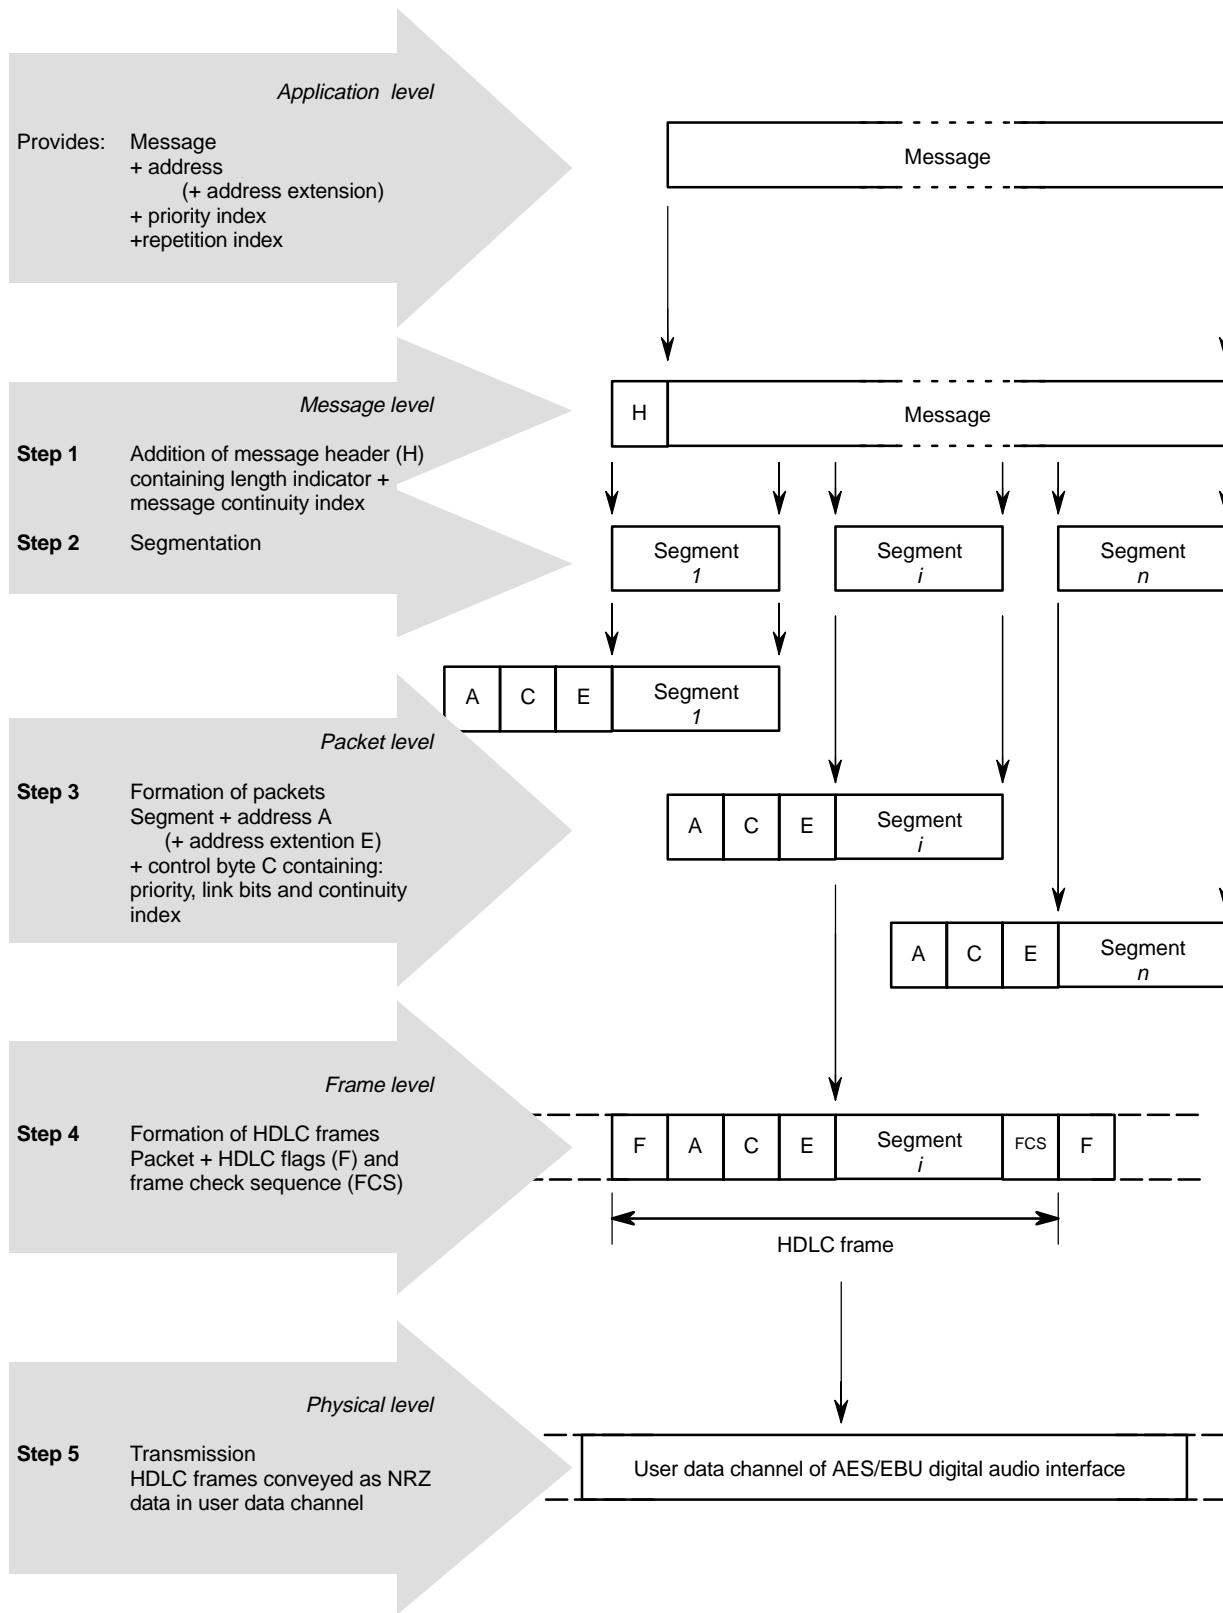 Application level
Provides: Message
+ address
(+ address extension)
+ priority index
+repetition index
Message
Message level
H
Message
Step 1 Addition of message header (H)
containing length indicator +
message continuity index
Step 2 Segmentation
Segment
1
Segment
i
Segment
n
A C E Segment
1
Packet level
Step 3 Formation of packets
Segment + address A
(+ address extention E)
+ control byte C containing:
priority, link bits and continuity
index
A C E Segment
i
A C E Segment
n
Frame level
Step 4 Formation of HDLC frames
Packet + HDLC flags (F) and
frame check sequence (FCS)
F A C E Segment FCS F
i
HDLC frame
Physical level
Step 5 Transmission
HDLC frames conveyed as NRZ
data in user data channel
User data channel of AES/EBU digital audio interface